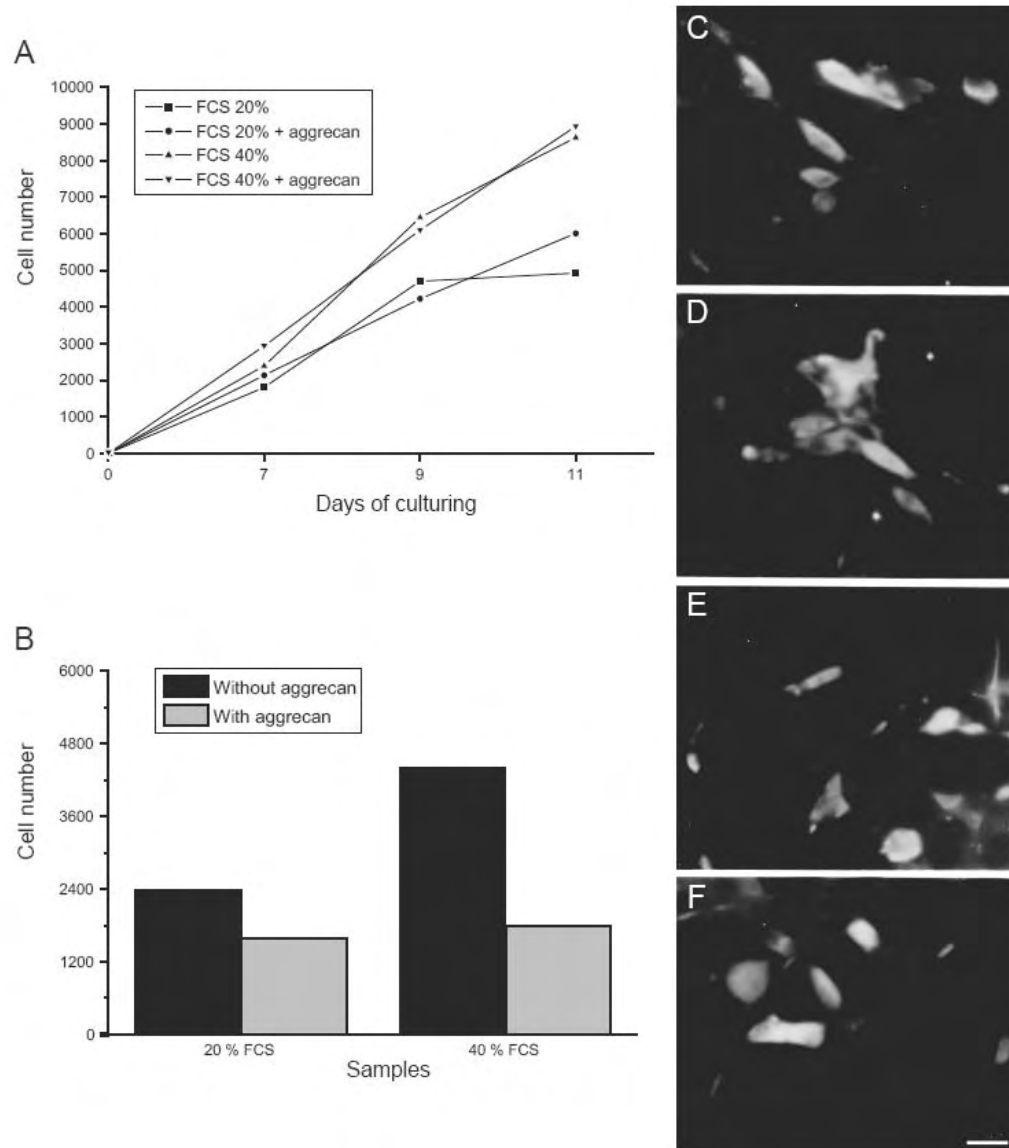 A
10000
9000
8000
7000
6000
5000
4000
3000
2000
1000
0
Cell number
FCS 20%
FCS 20% + aggrecan
FCS 40%
FCS 40% + aggrecan
0 7 9 11
Days of culturing
B
6000
4800
3600
2400
1200
0
Cell number
Without aggrecan
With aggrecan
20 % FCS 40 % FCS
Samples
C
D
E
F